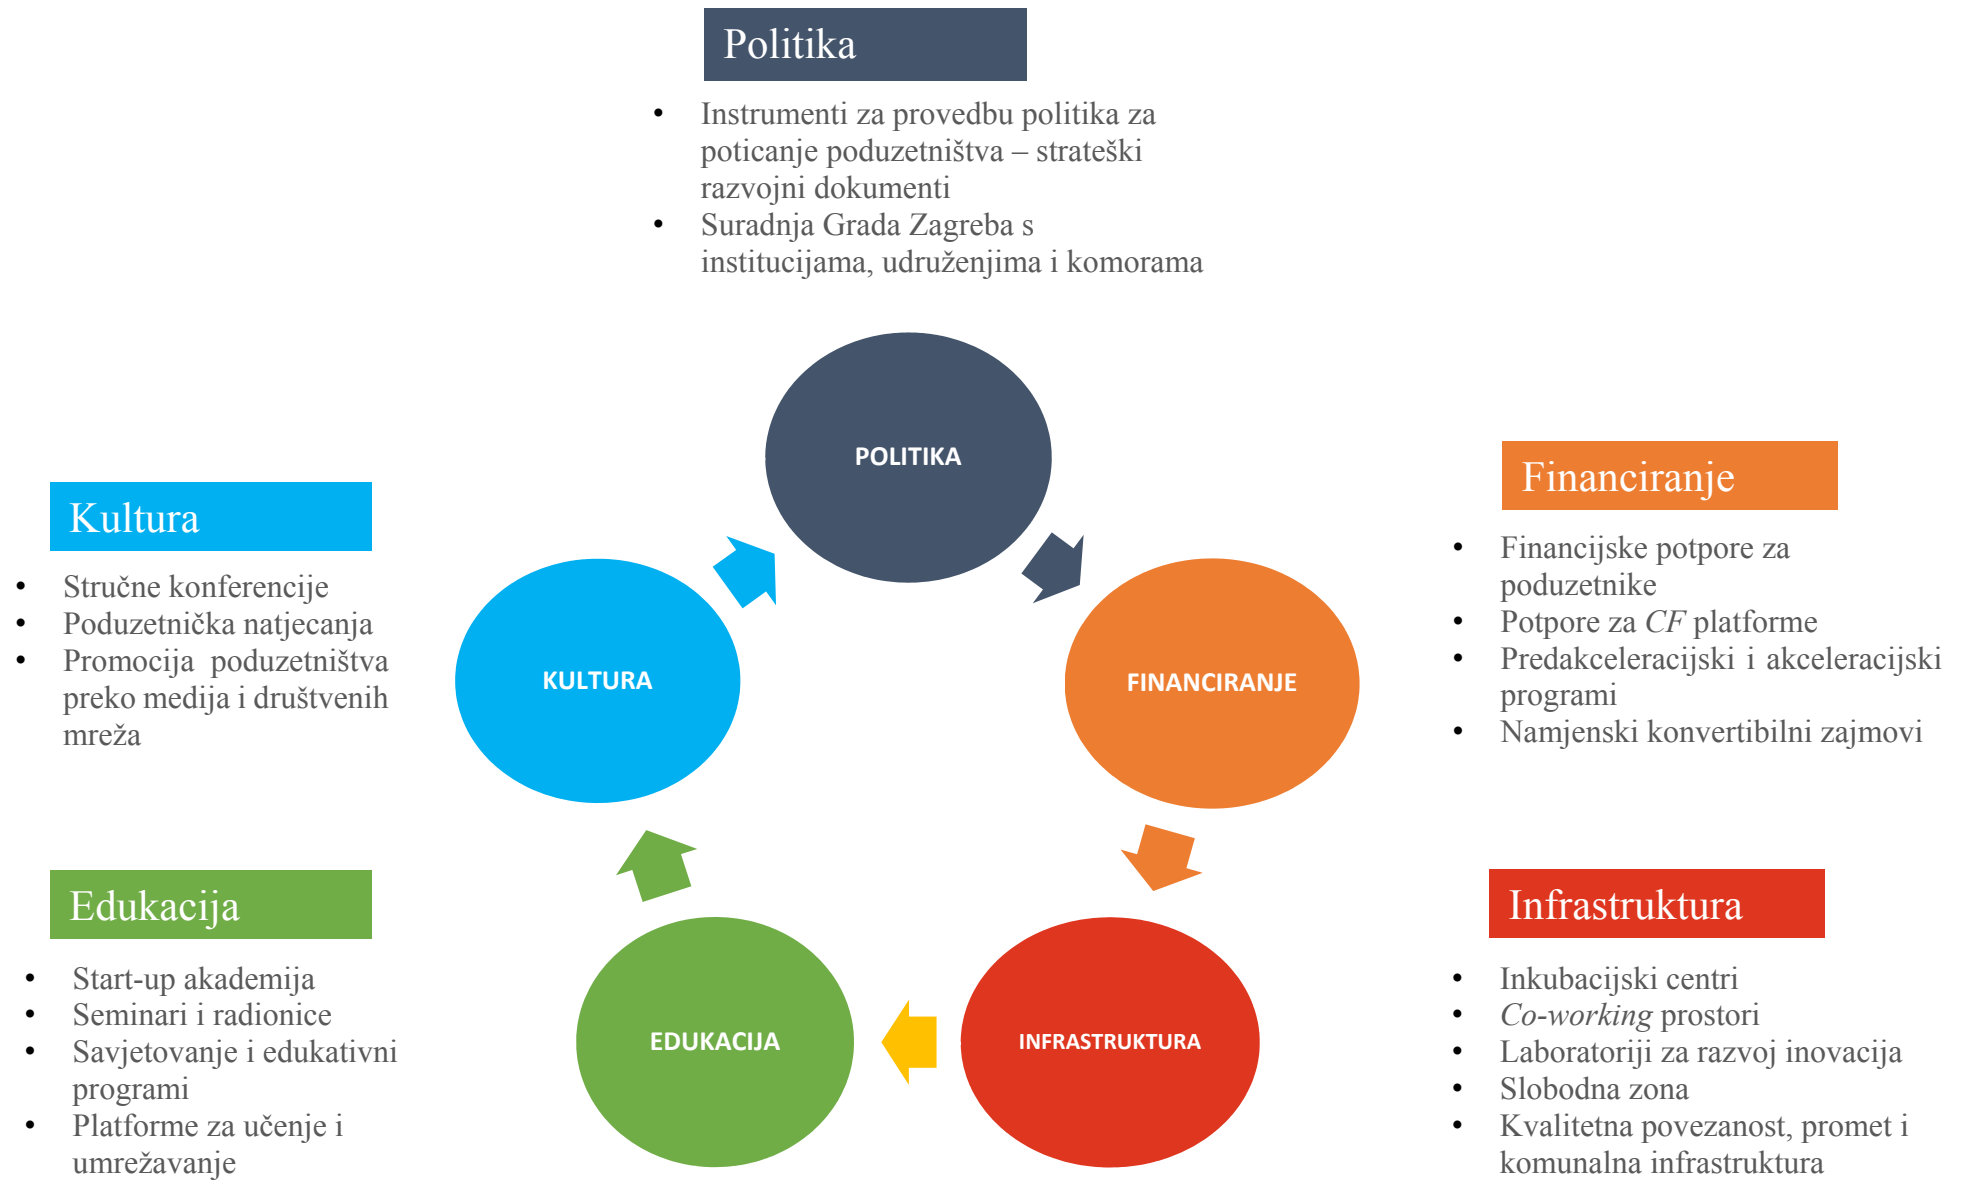 Politika
• Instrumenti za provedbu politika za
poticanje poduzetništva – strateški
razvojni dokumenti
• Suradnja Grada Zagreba s
institucijama, udruženjima i komorama
POLITIKA
Kultura
• Stručne konferencije
• Poduzetnička natjecanja
• Promocija poduzetništva
preko medija i društvenih
mreža
KULTURA
FINANCIRANJE
Financiranje
• Financijske potpore za
poduzetnike
• Potpore za CF platforme
• Predakceleracijski i akceleracijski
programi
• Namjenski konvertibilni zajmovi
Edukacija
• Start-up akademija
• Seminari i radionice
• Savjetovanje i edukativni
programi
• Platforme za učenje i
umrežavanje
EDUKACIJA
INFRASTRUKTURA
Infrastruktura
• Inkubacijski centri
• Co-working prostori
• Laboratoriji za razvoj inovacija
• Slobodna zona
• Kvalitetna povezanost, promet i
komunalna infrastruktura